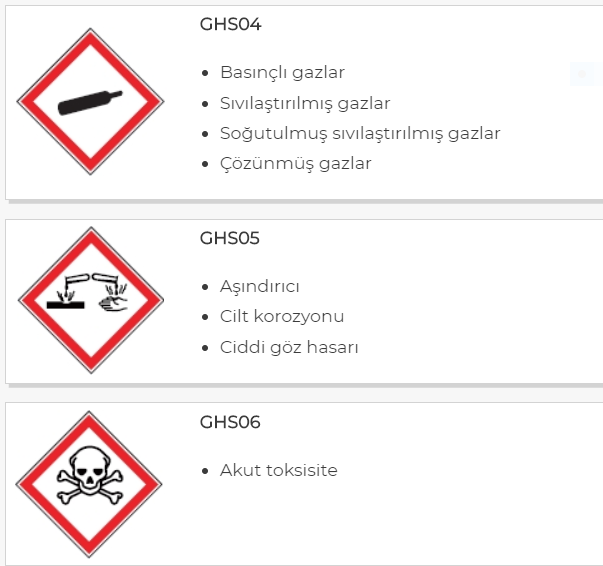 GHS04
Basınçlı gazlar
Sıvılaştırılmış gazlar
Soğutulmuş sıvılaştırılmış gazlar
Çözünmüş gazlar
GHS05
Aşındırıcı
Cilt korozyonu
Ciddi göz hasarı
GHS06
Akut toksisite